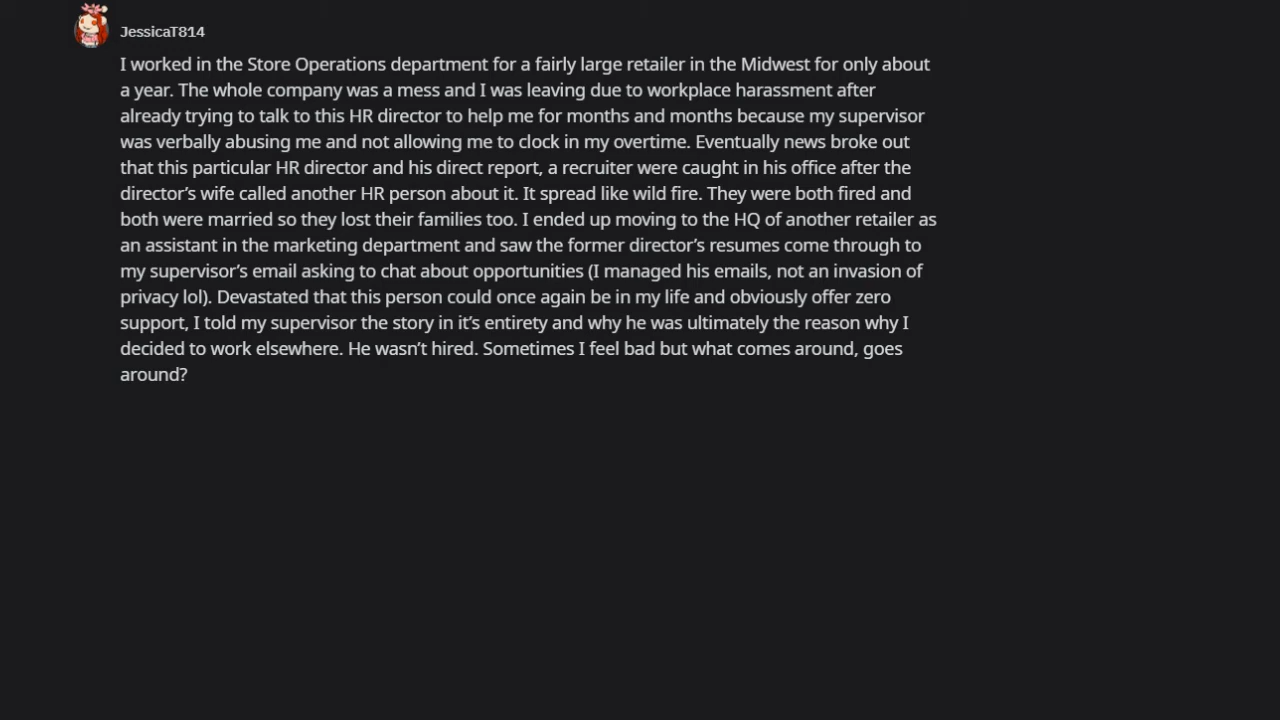 JessicaT814
I worked in the Store Operations department for a fairly large retailer in the Midwest for only about
a year. The whole company was a mess and I was leaving due to workplace harassment after
already trying to talk to this HR director to help me for months and months because my supervisor
was verbally abusing me and not allowing me to clock in my overtime. Eventually news broke out
that this particular HR director and his direct report, a recruiter were caught in his office after the
director's wife called another HR person about it. It spread like wild fire. They were both fired and
both were married so they lost their families too. I ended up moving to the HQ of another retailer as
an assistant in the marketing department and saw the former director's resumes come through to
my supervisor's email asking to chat about opportunities (I managed his emails, not an invasion of
privacy lol). Devastated that this person could once again be in my life and obviously offer zero
support, I told my supervisor the story in it's entirety and why he was ultimately the reason why I
decided to work elsewhere. He wasn't hired. Sometimes I feel bad but what comes around, goes
around?